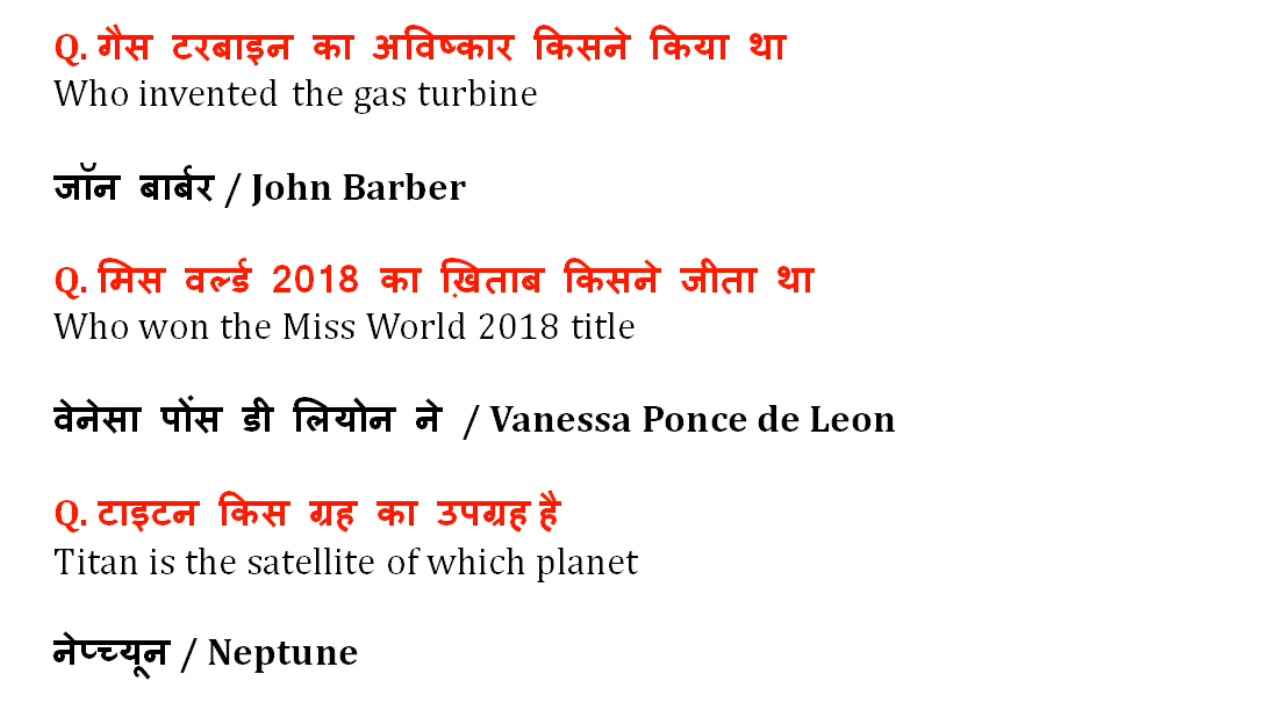 Q. गैस टरबाइन का अविष्कार किसने किया था
Who invented the gas turbine
जॉन बार्बर / John Barber
Q. मिस वर्ल्ड 2018 का ख़िताब किसने जीता था
Who won the Miss World 2018 title
वेनेसा पोंस डी लियोन ने / Vanessa Ponce de Leon
Q. टाइटन किस ग्रह का उपग्रह है
Titan is the satellite of which planet
नेप्च्यून / Neptune